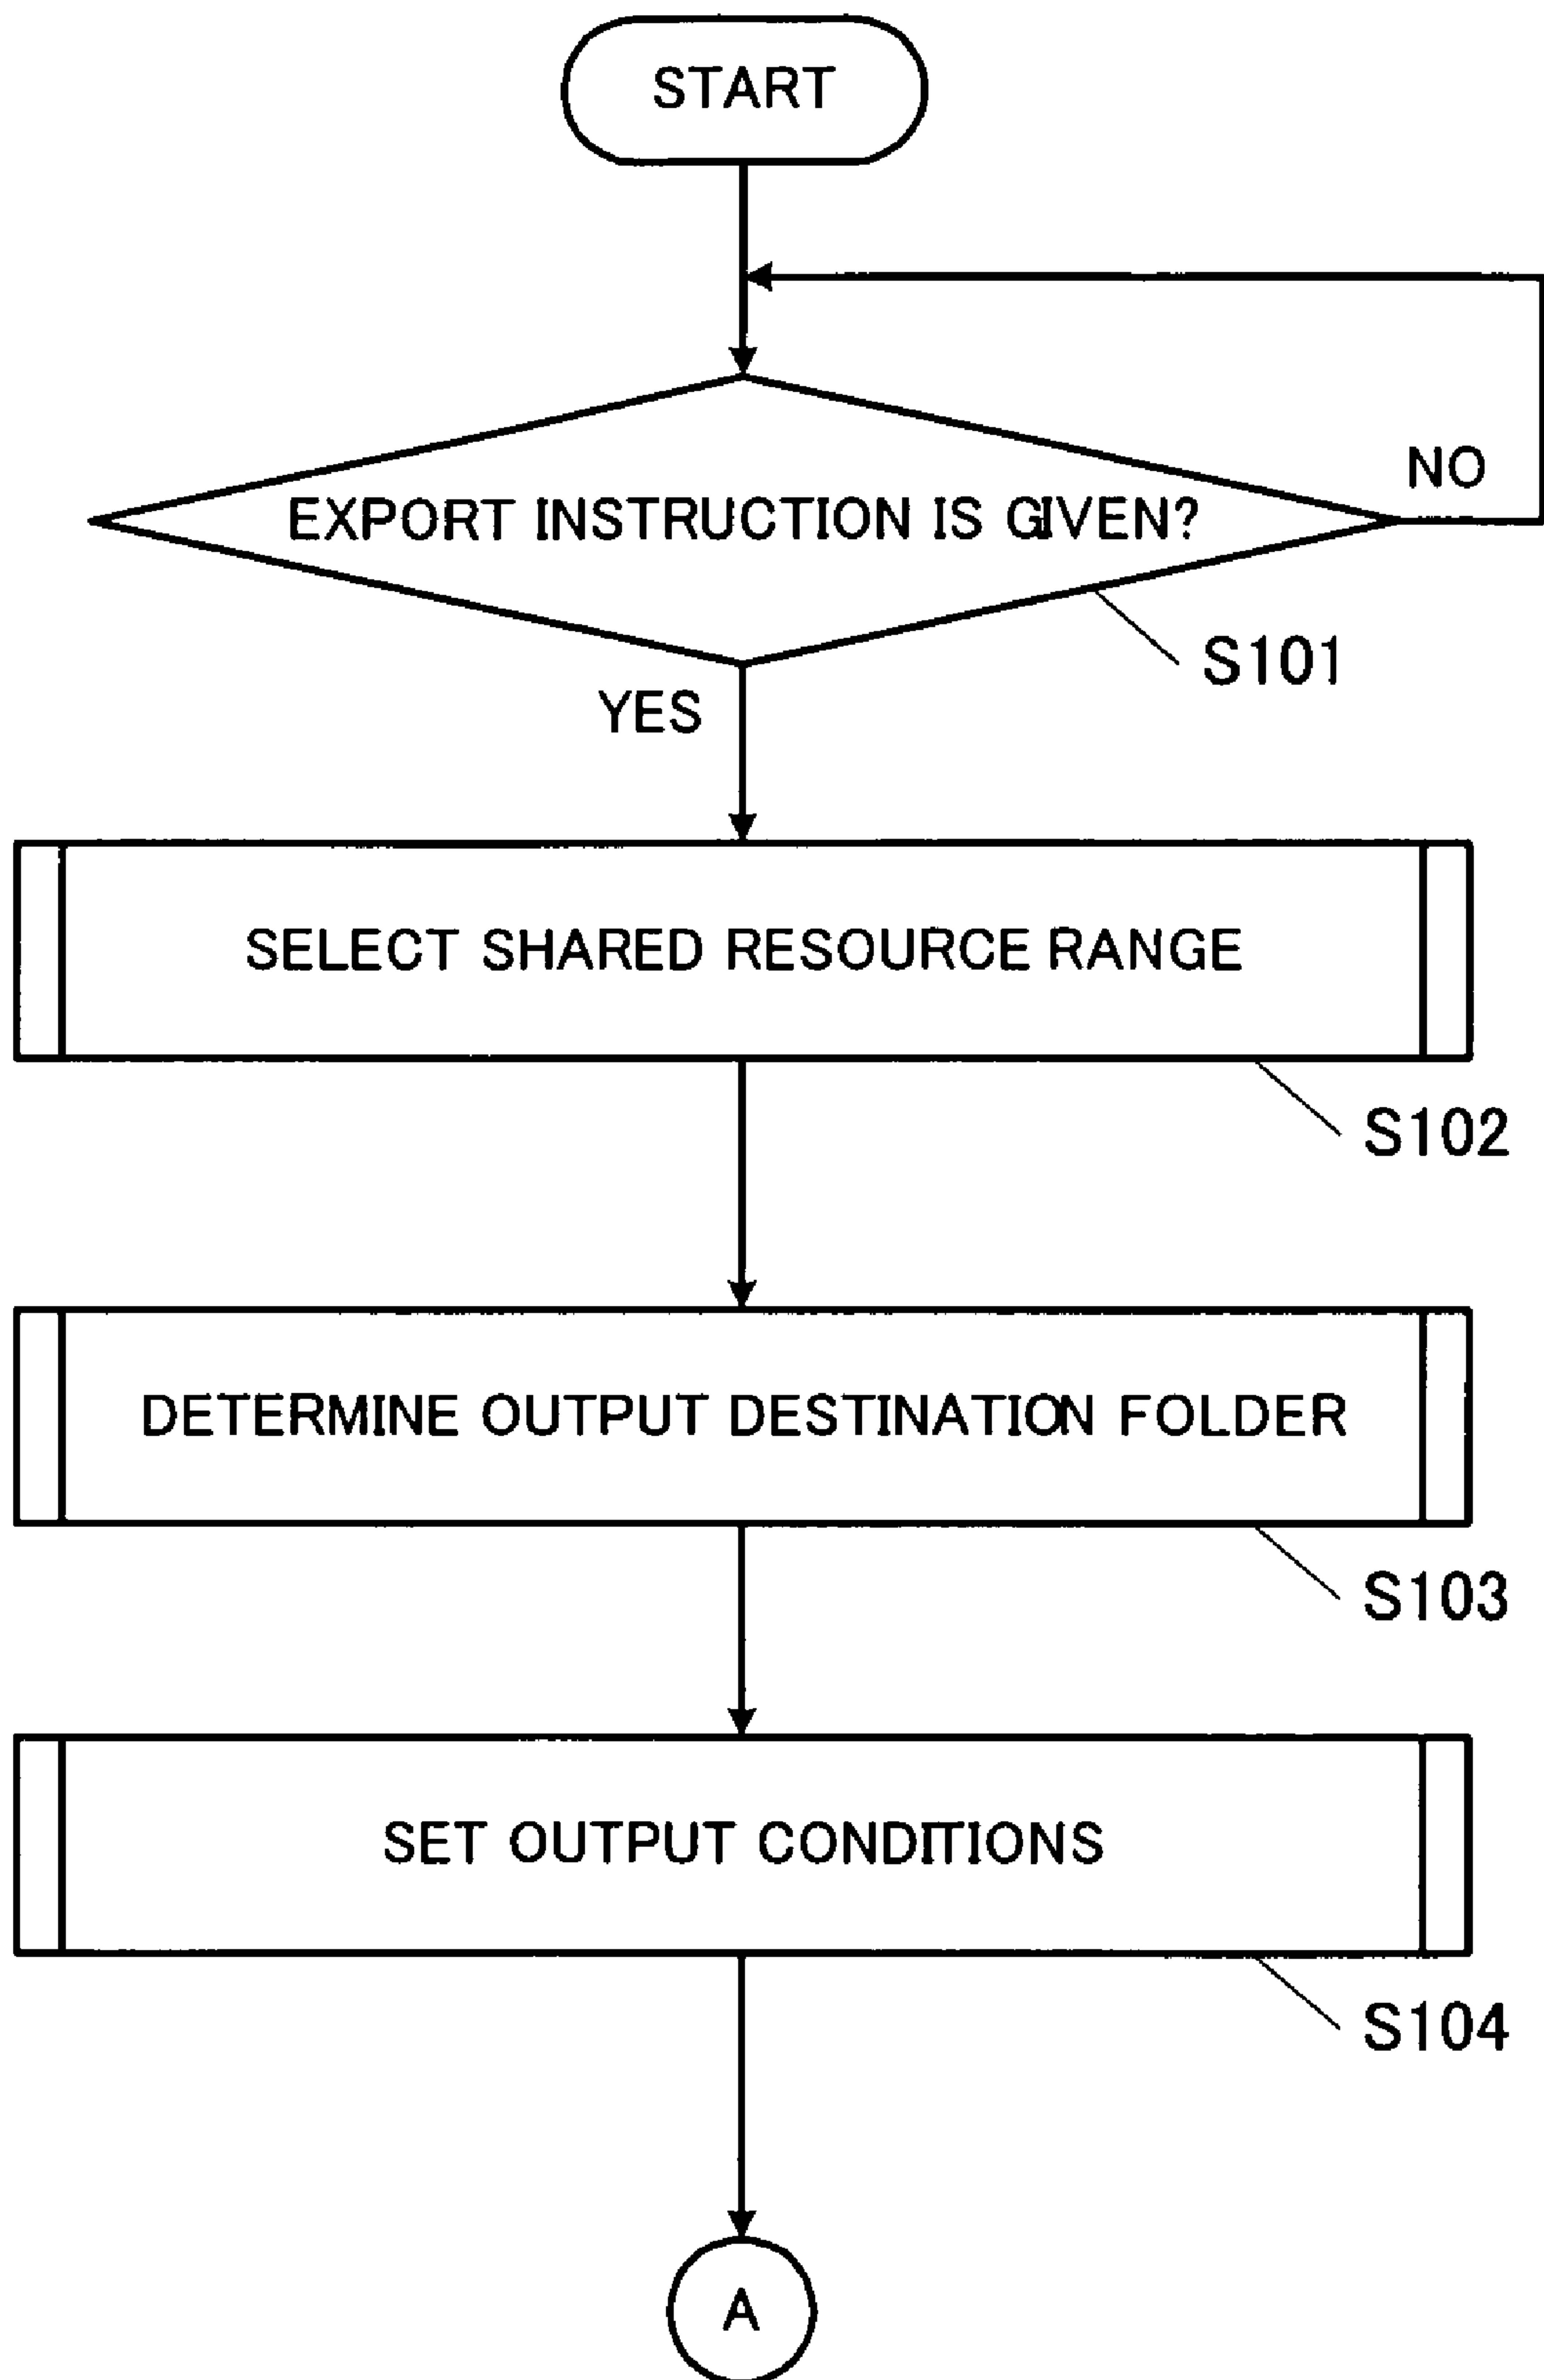 START
NO
EXPORT INSTRUCTION IS GIVEN?
S101
YES
SELECT SHARED RESOURCE RANGE
S102
DETERMINE OUTPUT DESTINATION FOLDER
S103
SET OUTPUT CONDITIONS
S104
A